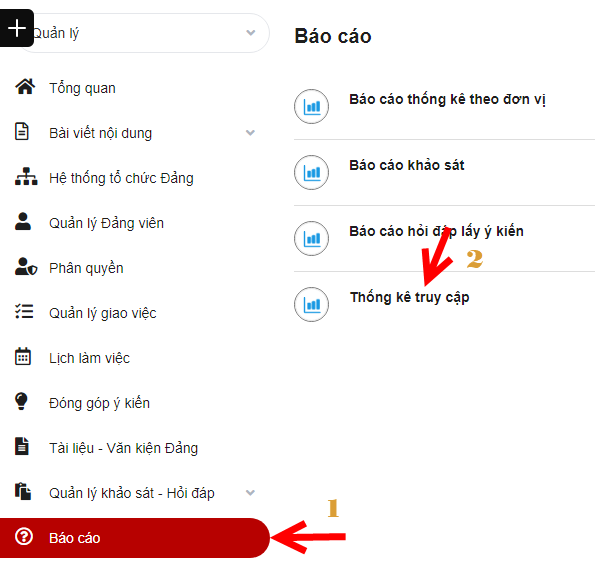 Quản lý
Tổng quan
Bài viết nội dung
Hệ thống tổ chức Đảng
Quản lý Đảng viên
Phân quyền
Quản lý giao việc
Lịch làm việc
Đóng góp ý kiến
Tài liệu - Văn kiện Đảng
Quản lý khảo sát - Hỏi đáp
Báo cáo
1
Báo cáo
Báo cáo thống kê theo đơn vị
Báo cáo khảo sát
Báo cáo hỏi đáp lấy ý kiến
2
Thống kê truy cập